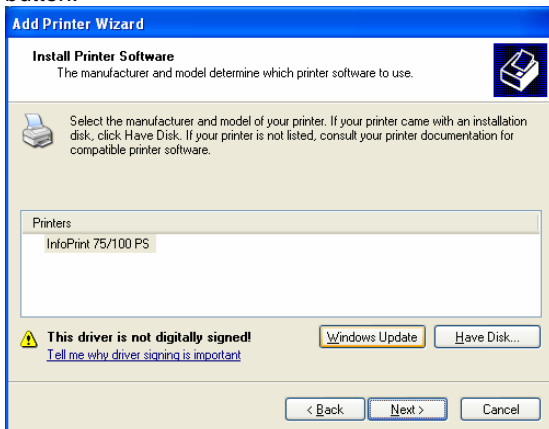 button.
Add Printer Wizard
Install Printer Software
The manufacturer and model determine which printer software to use.
Select the manufacturer and model of your printer. If your printer came with an installation
disk, click Have Disk. If your printer is not listed, consult your printer documentation for
compatible printer software.
Printers
InfoPrint 75/100 PS
This driver is not digitally signed!
Tell me why driver signing is important
Windows Update
Have Disk...
< Back
Next >
Cancel